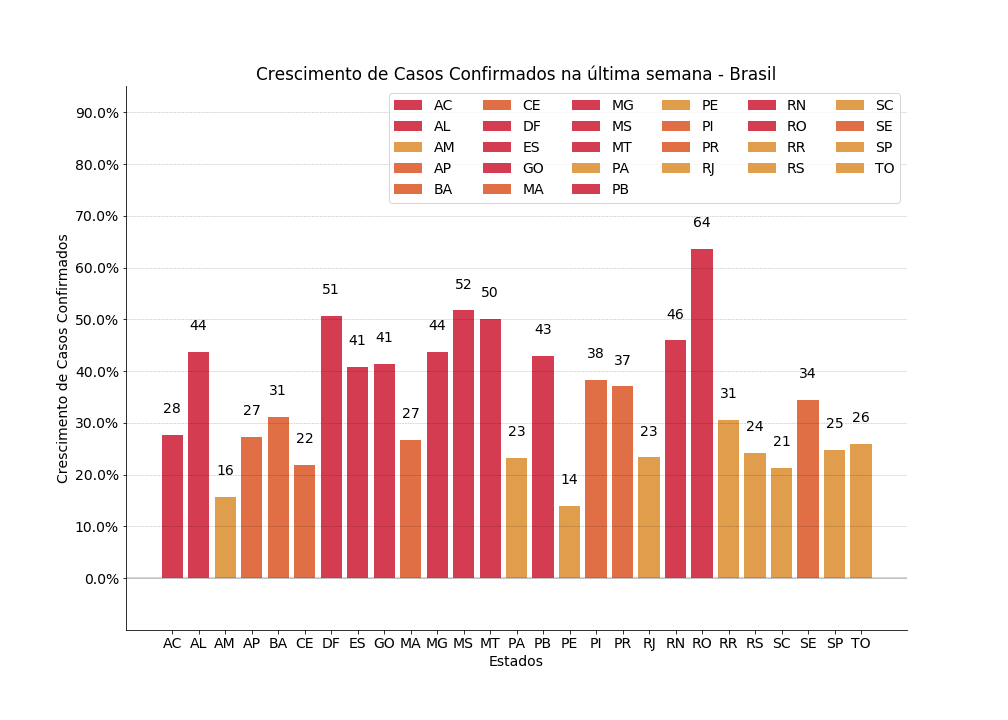 Crescimento de Casos Confirmados na última semana - Brasil
AC CE MG PE RN SC
AL DF MS PI RO SE
AM ES MT PR RR SP
AP GO PA RJ RS TO
BA MA PB
Crescimento de Casos Confirmados
90.0%
80.0%
70.0%
60.0%
50.0%
40.0%
30.0%
20.0%
10.0%
0.0%
28 44 16 27 31 22 51 41 41 27 44 52 50 23 43 14 38 37 23 46 64 31 24 21 34 25 26
AC AL AM AP BA CE DF ES GO MA MG MS MT PA PB PE PI PR RJ RN RO RR RS SC SE SP TO
Estados